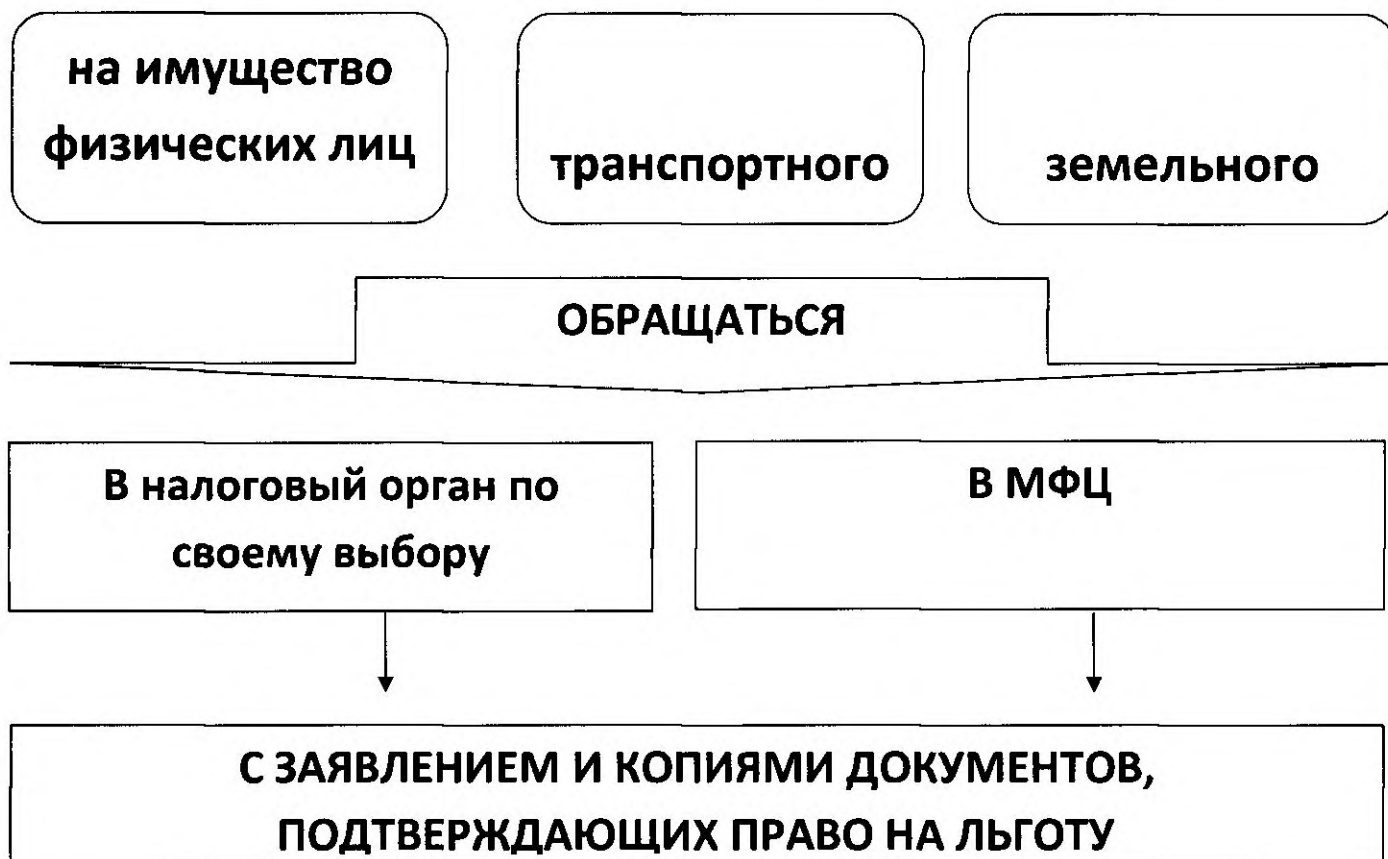 на имущество
физических лиц
транспортного
земельного
ОБРАЩАТЬСЯ
В налоговый орган по
своему выбору
В МФЦ
С ЗАЯВЛЕНИЕМ И КОПИЯМИ ДОКУМЕНТОВ,
ПОДТВЕРЖДАЮЩИХ ПРАВО НА ЛЬГОТУ